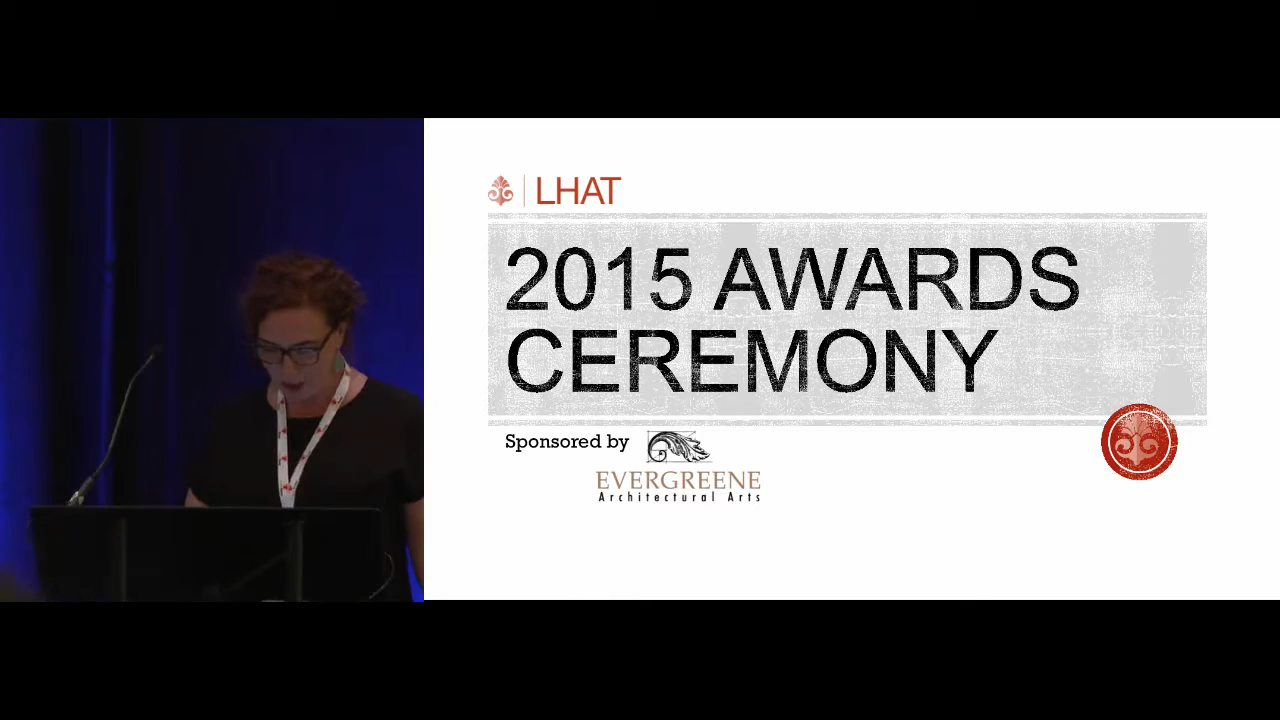 LHAT
2015 AWARDS
CEREMONY
Sponsored by
EVERGREENE
Architectural Arts